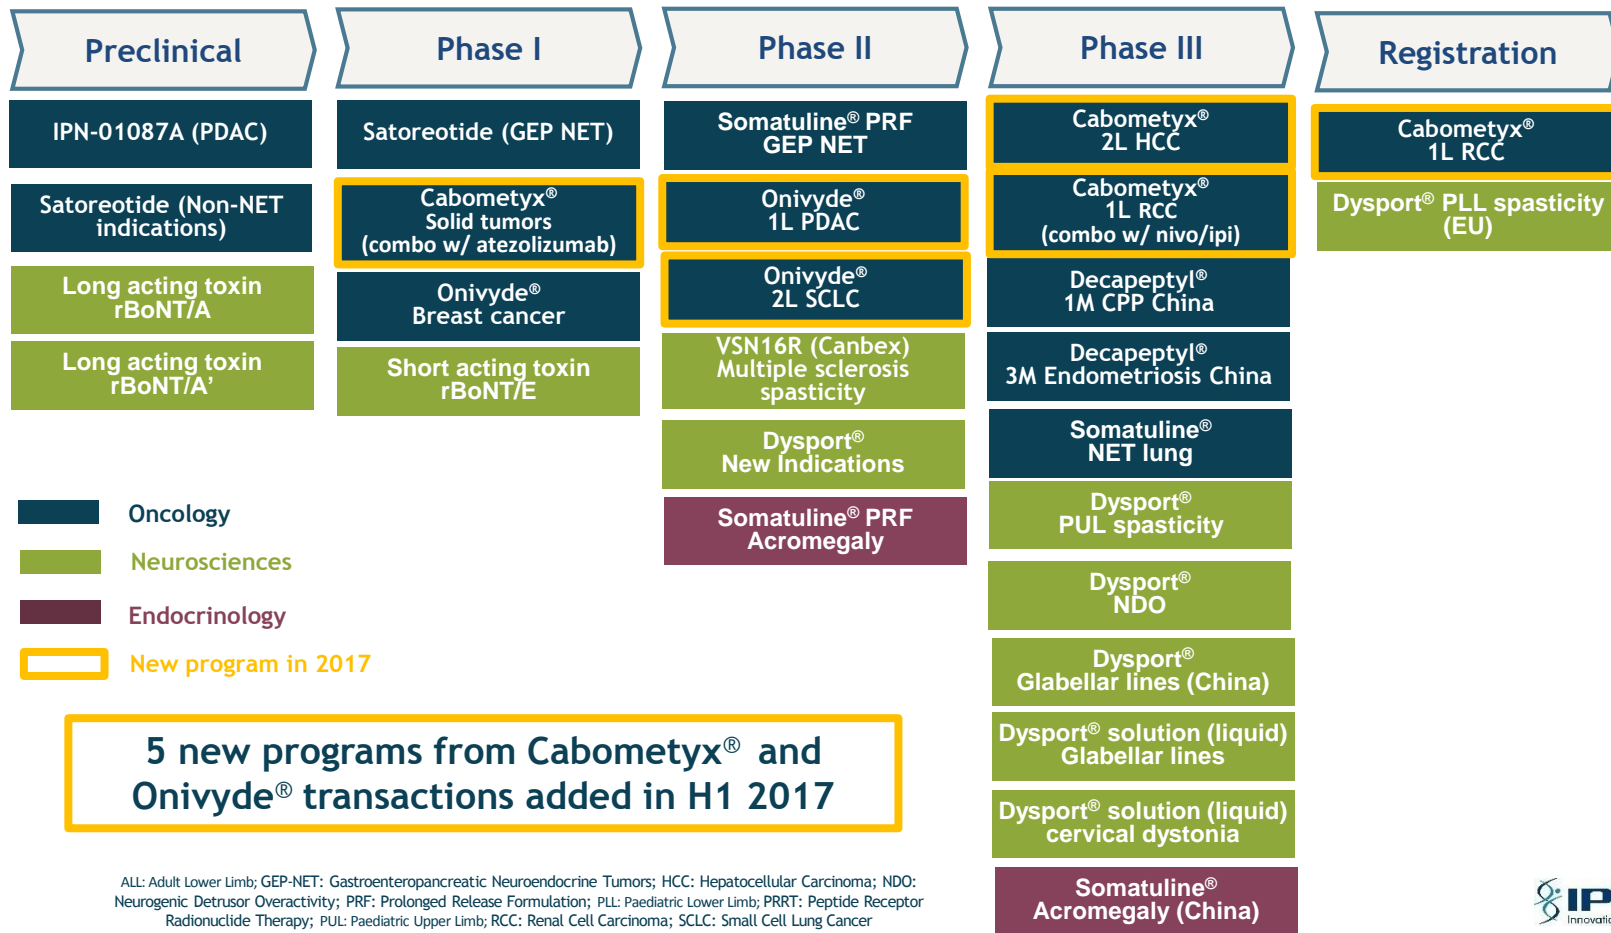 Preclinical
Phase I
Phase II
Phase III
Registration
IPN-01087A (PDAC)
Satoreotide (Non-NET
indications)
Long acting toxin
rBoNT/A
Long acting toxin
rBoNT/A’
Satoreotide (GEP NET)
Cabometyx®
Solid tumors
(combo w/ atezolizumab)
Onivyde®
Breast cancer
Short acting toxin
rBoNT/E
Somatuline® PRF
GEP NET
Onivyde®
1L PDAC
Onivyde®
2L SCLC
VSN16R (Canbex)
Multiple sclerosis
spasticity
Dysport®
New Indications
Somatuline® PRF
Acromegaly
Cabometyx®
2L HCC
Cabometyx®
1L RCC
(combo w/ nivo/ipi)
Decapeptyl®
1M CPP China
Decapeptyl®
3M Endometriosis China
Somatuline®
NET lung
Dysport®
PUL spasticity
Dysport®
NDO
Dysport®
Glabellar lines (China)
Dysport® solution (liquid)
Glabellar lines
Dysport® solution (liquid)
cervical dystonia
Somatuline®
Acromegaly (China)
Cabometyx®
1L RCC
Dysport® PLL spasticity
(EU)
Oncology
Neurosciences
Endocrinology
New program in 2017
5 new programs from Cabometyx® and
Onivyde® transactions added in H1 2017
ALL: Adult Lower Limb; GEP-NET: Gastroenteropancreatic Neuroendocrine Tumors; HCC: Hepatocellular Carcinoma; NDO:
Neurogenic Detrusor Overactivity; PRF: Prolonged Release Formulation; PLL: Paediatric Lower Limb; PRRT: Peptide Receptor
Radionuclide Therapy; PUL: Paediatric Upper Limb; RCC: Renal Cell Carcinoma; SCLC: Small Cell Lung Cancer